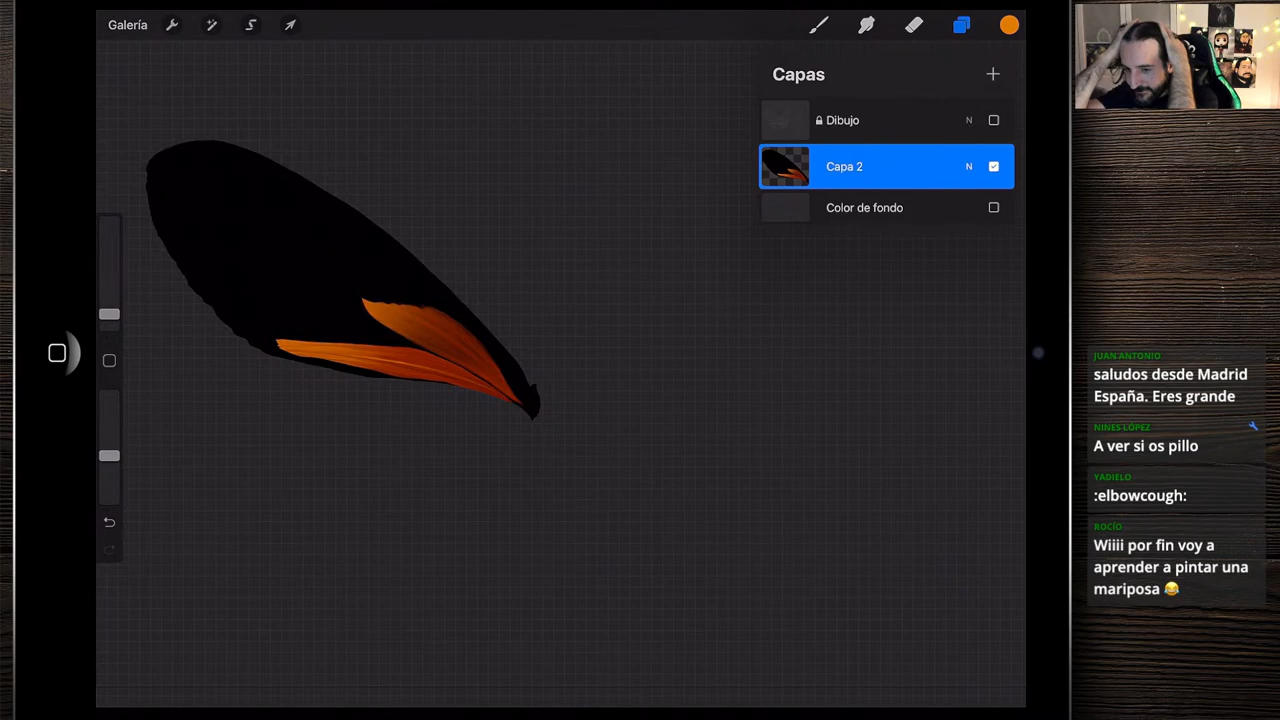 Galería
Capas
Dibujo
N
Capa 2
N
Color de fondo
JUAN ANTONIO
saludos desde Madrid
España. Eres grande
NINES LÓPEZ
A ver si os pillo
YADIELO
:elbowcough:
ROCÍO
Wiiii por fin voy a
aprender a pintar una
mariposa 😂